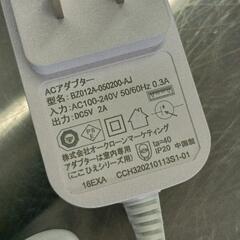 ACアダプター
型名：BZ012A-050200-AJ
入力：AC100-240V 50/60Hz 0.3A
出力：DC5V 2A
PS
E
株式会社オークローンマーケティング
アダプターは室内専用
(ここひえシリーズ用)
ta=40
IP20 中国製
16EXA
CCH320210113S1-01